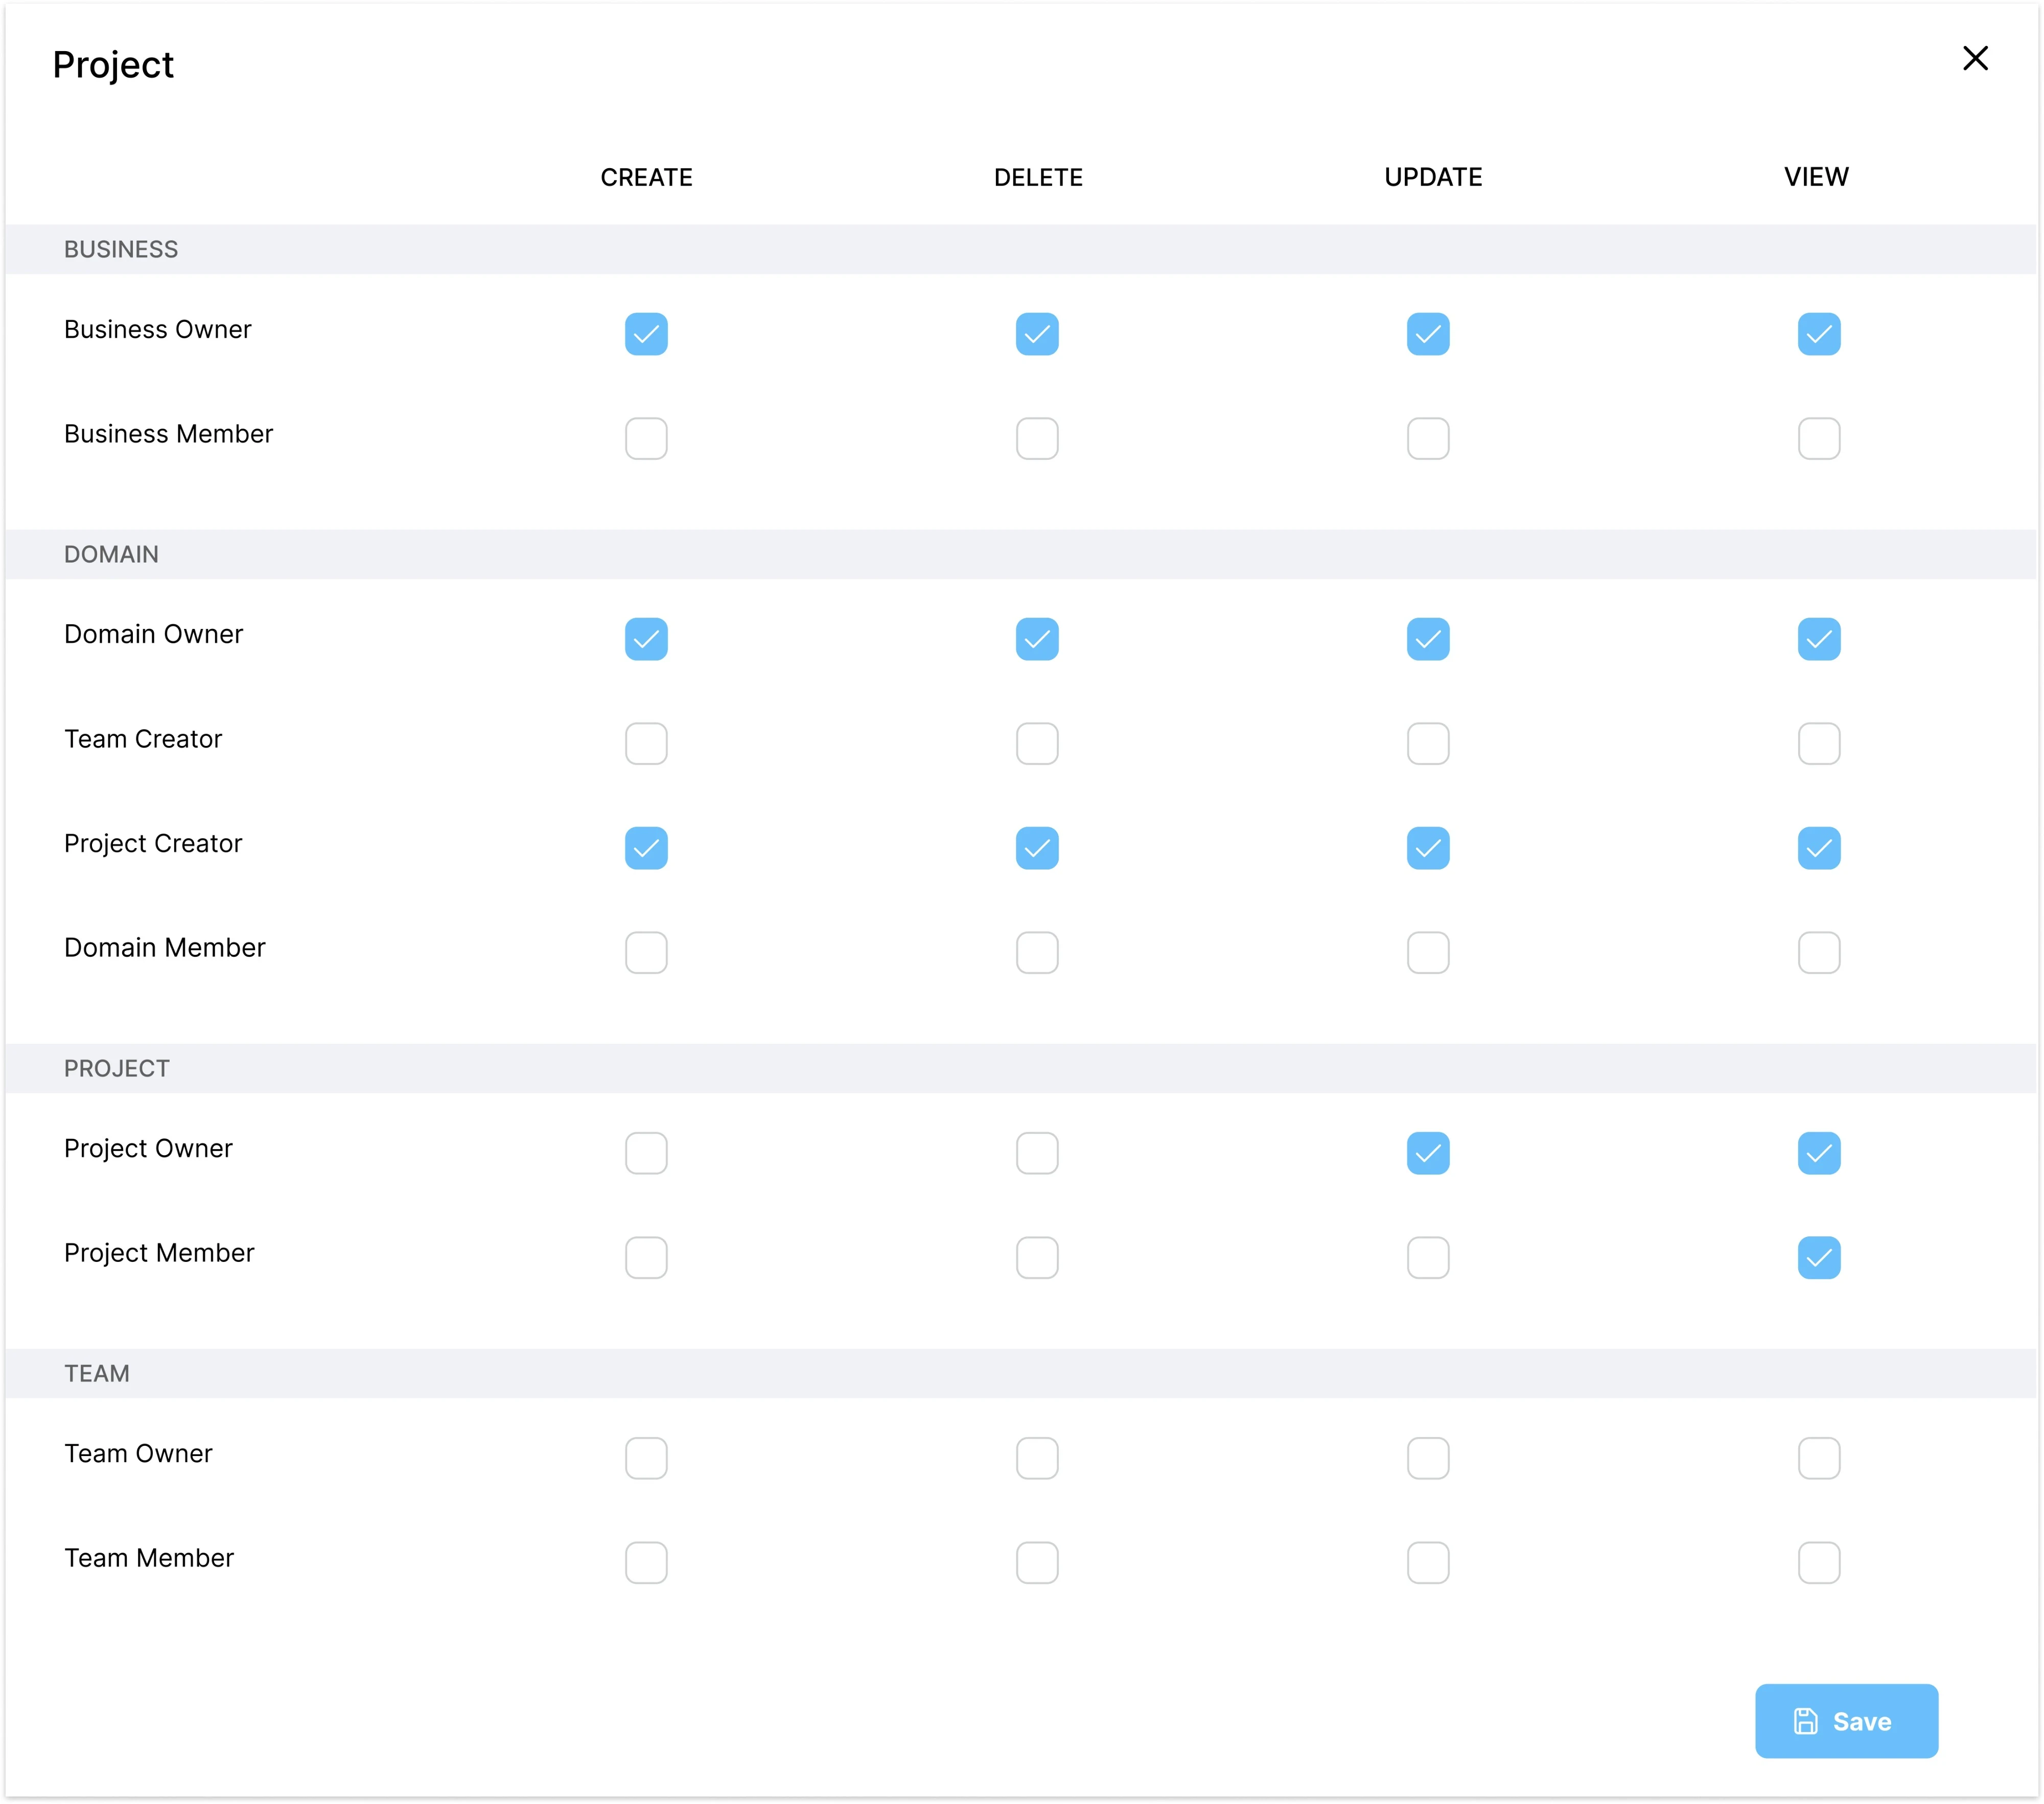 Project
CREATE DELETE UPDATE VIEW
BUSINESS
Business Owner
Business Member
DOMAIN
Domain Owner
Team Creator
Project Creator
Domain Member
PROJECT
Project Owner
Project Member
TEAM
Team Owner
Team Member
Save